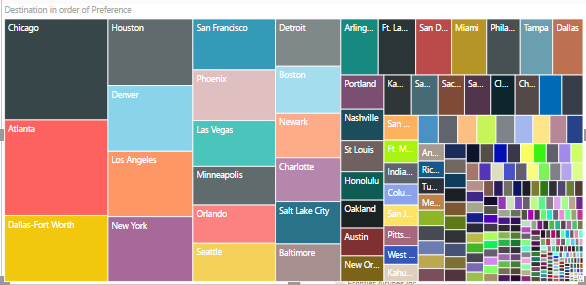 Destination in order of Preference
Chicago
Atlanta
Dallas-Fort Worth
Houston
Denver
Los Angeles
New York
San Francisco
Phoenix
Las Vegas
Minneapolis
Orlando
Seattle
Detroit
Boston
Newark
Charlotte
Salt Lake City
Baltimore
Arling...
Portland
Nashville
St Louis
Honolulu
Oakland
Austin
New Or...
Ft. La...
San D...
Miami
Phila...
Tampa
Dallas
Ka...
Sa...
Sac...
Sa...
Cl...
Ch...
San ...
Ft. M...
India...
Colu...
San J...
Pitts...
West ...
Kahu...
An...
Ric...
Tu...
Me...